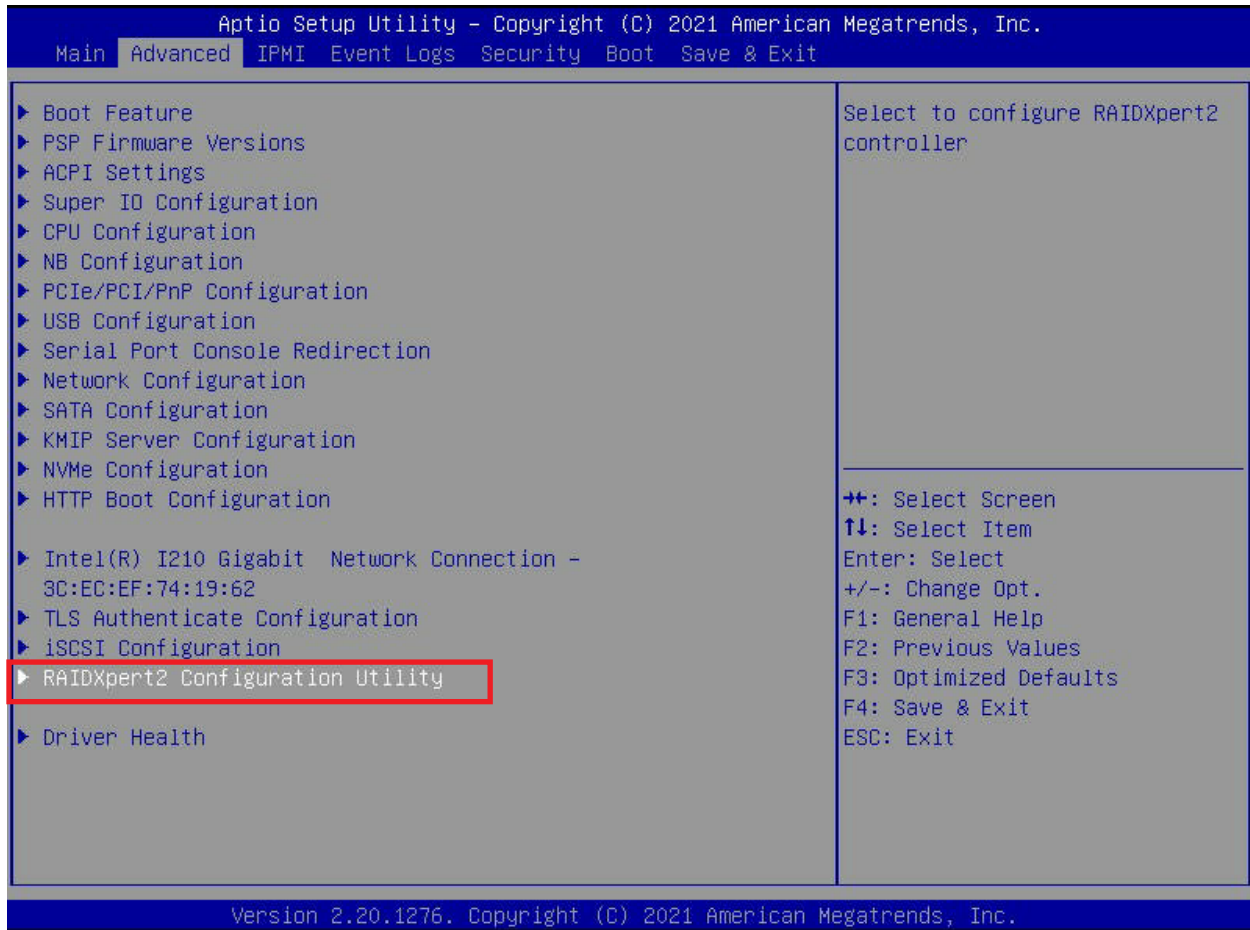 Aptio Setup Utility – Copyright (C) 2021 American Megatrends, Inc.
Main Advanced IPMI Event Logs Security Boot Save & Exit
▶ Boot Feature
▶ PSP Firmware Versions
▶ ACPI Settings
▶ Super IO Configuration
▶ CPU Configuration
▶ NB Configuration
▶ PCIe/PCI/PnP Configuration
▶ USB Configuration
▶ Serial Port Console Redirection
▶ Network Configuration
▶ SATA Configuration
▶ KMIP Server Configuration
▶ NVMe Configuration
▶ HTTP Boot Configuration
▶ Intel(R) I210 Gigabit  Network Connection –
3C:EC:EF:74:19:62
▶ TLS Authenticate Configuration
▶ iSCSI Configuration
▶ RAIDXpert2 Configuration Utility
▶ Driver Health
Select to configure RAIDXpert2
controller
→←: Select Screen
↑↓: Select Item
Enter: Select
+/-: Change Opt.
F1: General Help
F2: Previous Values
F3: Optimized Defaults
F4: Save & Exit
ESC: Exit
Version 2.20.1276. Copyright (C) 2021 American Megatrends, Inc.